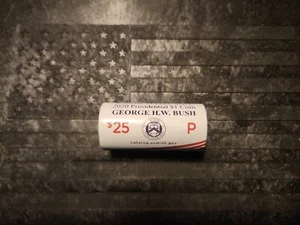 2020 Presidential $1 Coin
GEORGE H.W. BUSH
$25 P